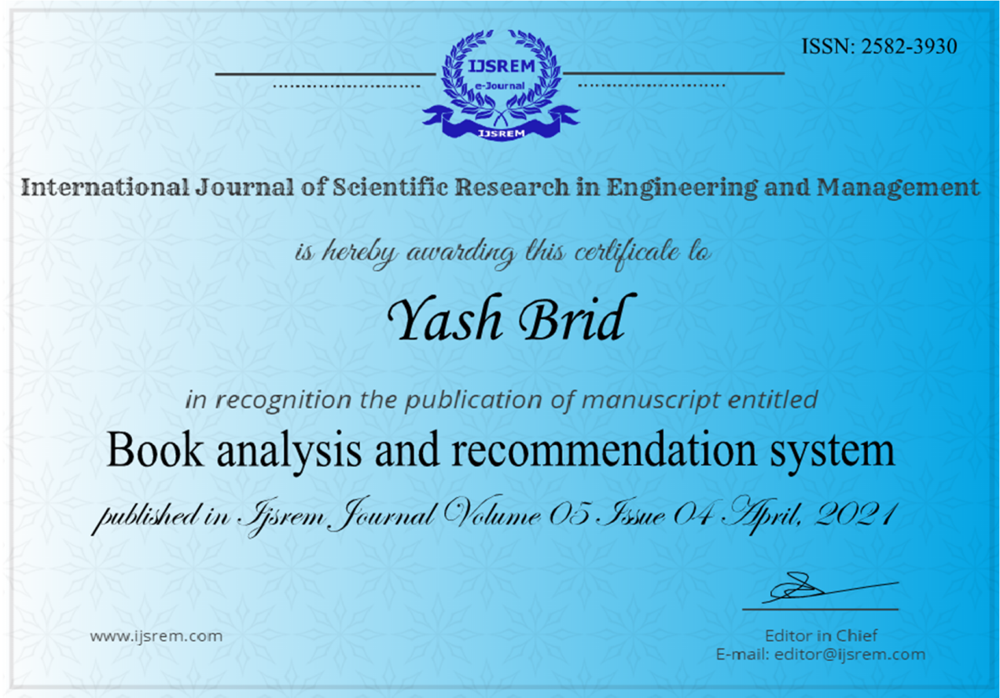 ISSN: 2582-3930
IJSREM
e-Journal
IJSREM
International Journal of Scientific Research in Engineering and Management
is hereby awarding this certificate to
Yash Brid
in recognition the publication of manuscript entitled
Book analysis and recommendation system
published in Ijsrem Journal Volume 05 Issue 04 April, 2021
www.ijsrem.com
Editor in Chief
E-mail: editor@ijsrem.com